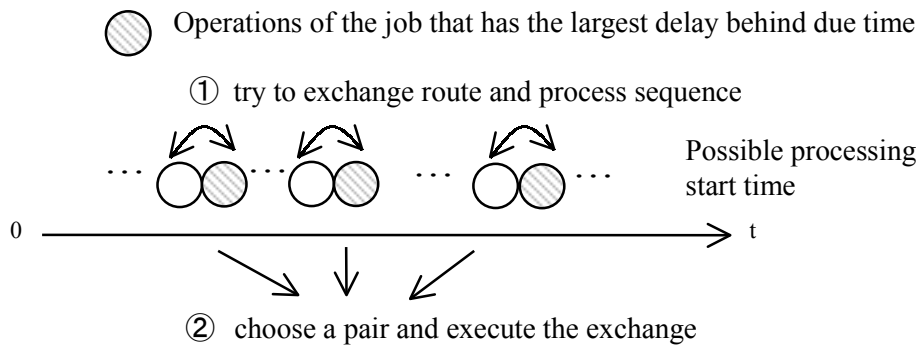 Operations of the job that has the largest delay behind due time
① try to exchange route and process sequence
... ... ... ...
Possible processing
start time
0
t
② choose a pair and execute the exchange